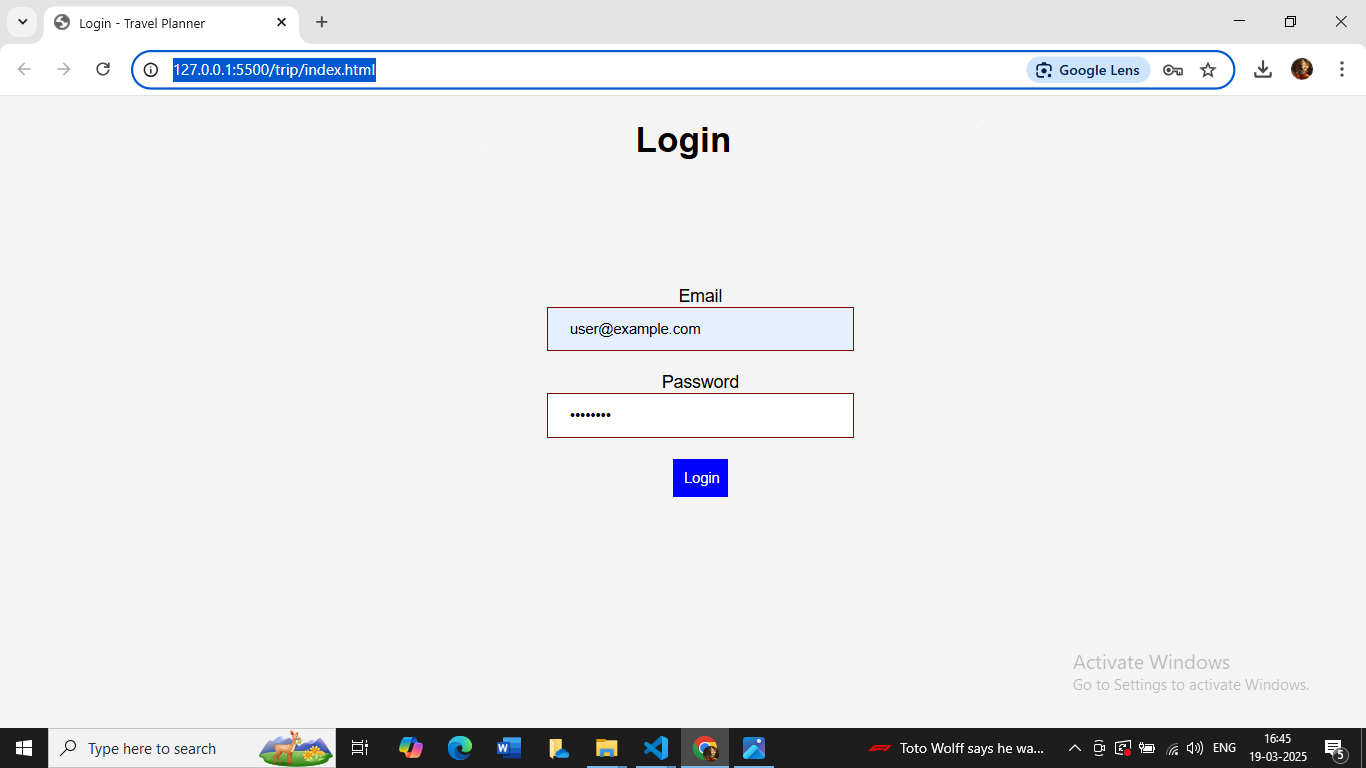 Login - Travel Planner
127.0.0.1:5500/trip/index.html
Google Lens
Login
Email
user@example.com
Password
••••••••
Login
Activate Windows
Go to Settings to activate Windows.
Type here to search
Toto Wolff says he wa...
ENG
16:45
19-03-2025
5